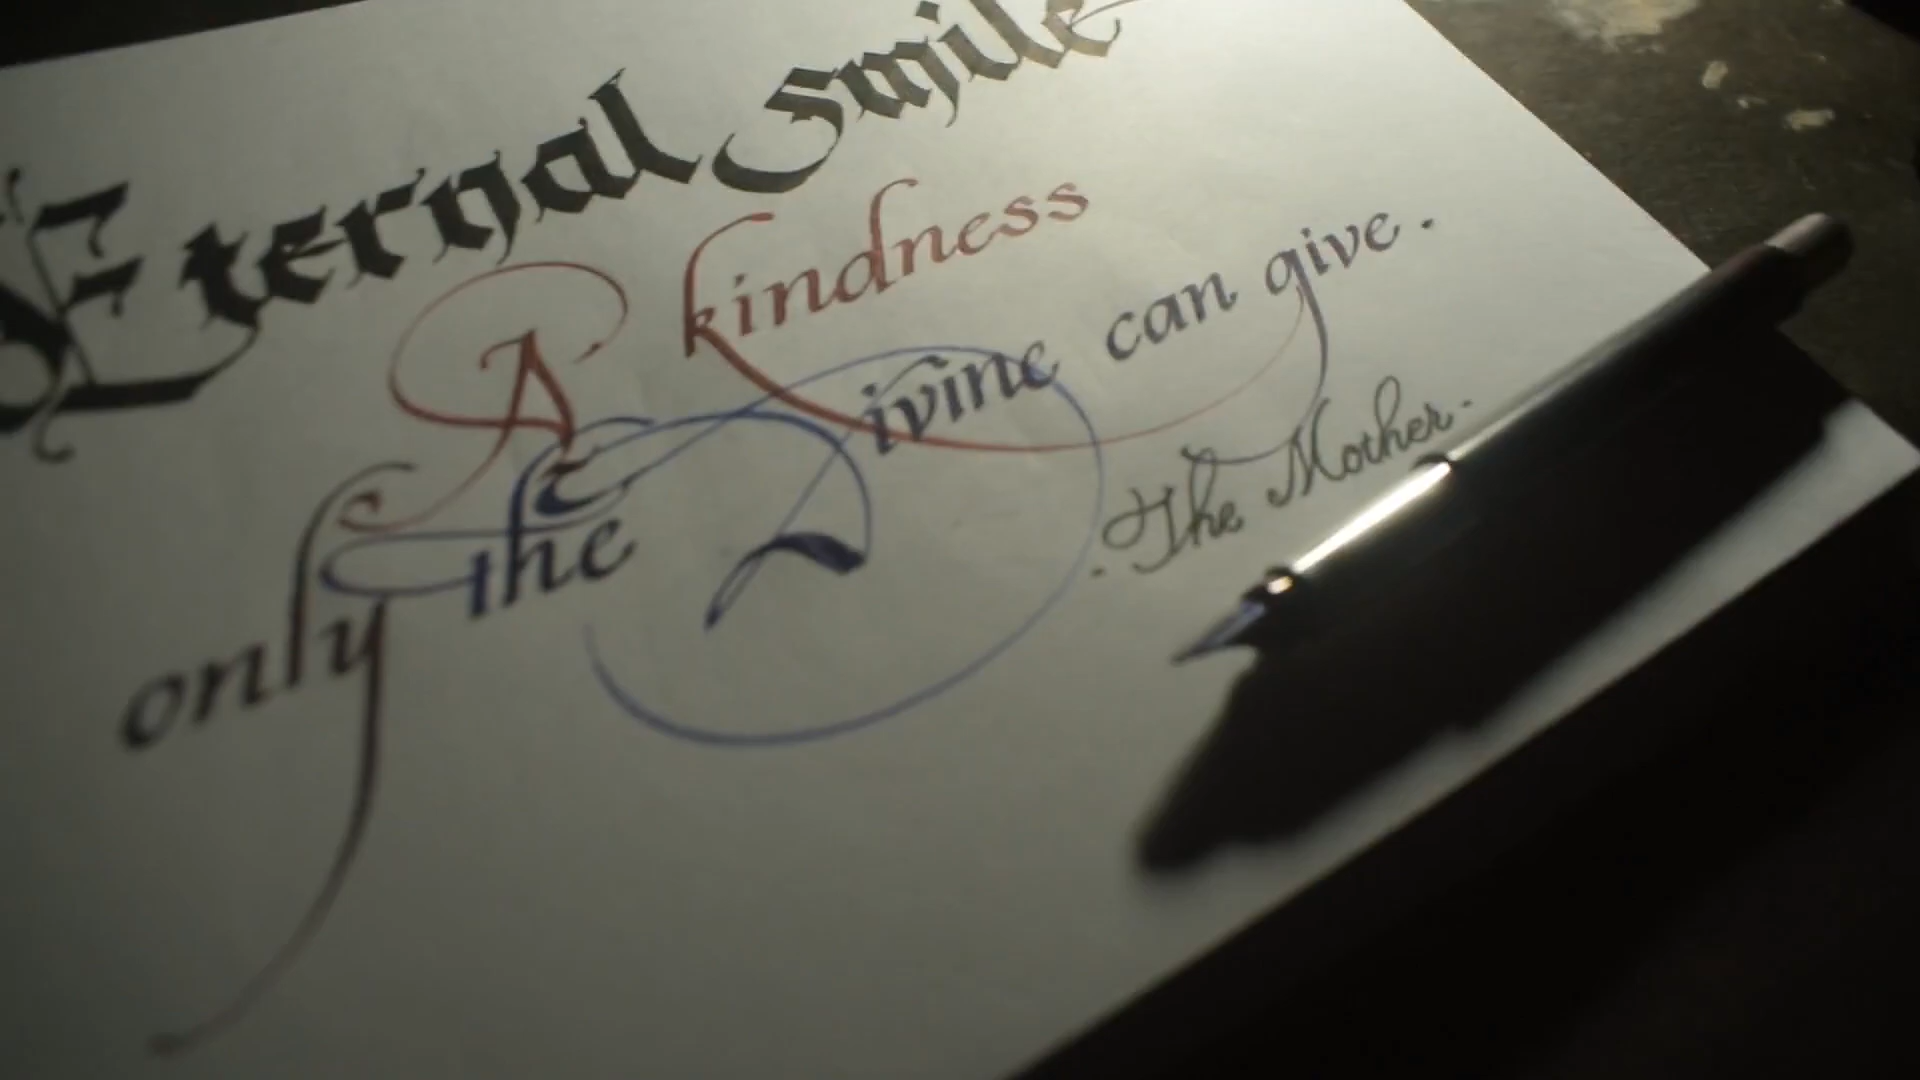 Eternal Smile
A kindness
only the Divine can give.
- The Mother -